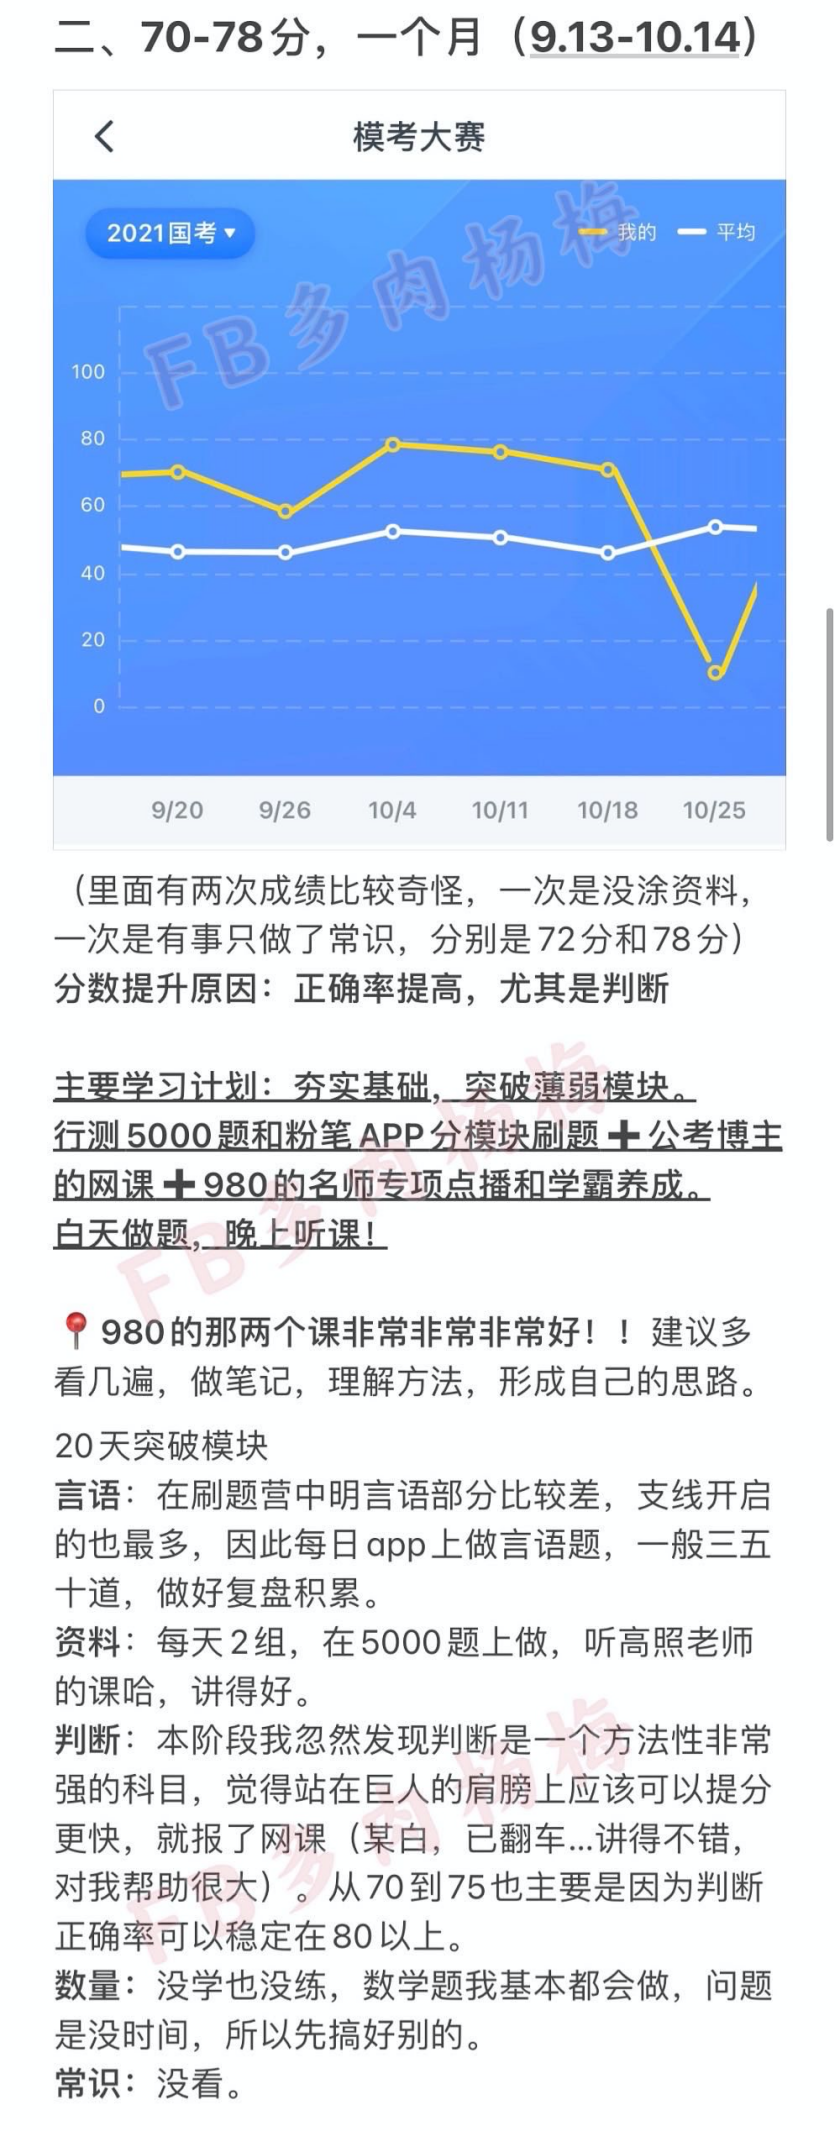 二、70-78分，一个月（9.13-10.14）
模考大赛
2021国考▼
我的 平均
FB多肉杨梅
100
80
60
40
20
0
9/20 9/26 10/4 10/11 10/18 10/25
（里面有两次成绩比较奇怪，一次是没涂资料，
一次是有事只做了常识，分别是72分和78分）
分数提升原因：正确率提高，尤其是判断
主要学习计划：夯实基础，突破薄弱模块。
行测5000题和粉笔APP分模块刷题➕公考博主
的网课➕980的名师专项点播和学霸养成。
白天做题，晚上听课！
FB多肉杨梅
📍980的那两个课非常非常非常好！！建议多
看几遍，做笔记，理解方法，形成自己的思路。
20天突破模块
言语：在刷题营中明言语部分比较差，支线开启
的也最多，因此每日app上做言语题，一般三五
十道，做好复盘积累。
资料：每天2组，在5000题上做，听高照老师
的课哈，讲得好。
判断：本阶段我忽然发现判断是一个方法性非常
强的科目，觉得站在巨人的肩膀上应该可以提分
更快，就报了网课（某白，已翻车...讲得不错，
对我帮助很大）。从70到75也主要是因为判断
正确率可以稳定在80以上。
FB多肉杨梅
数量：没学也没练，数学题我基本都会做，问题
是没时间，所以先搞好别的。
常识：没看。